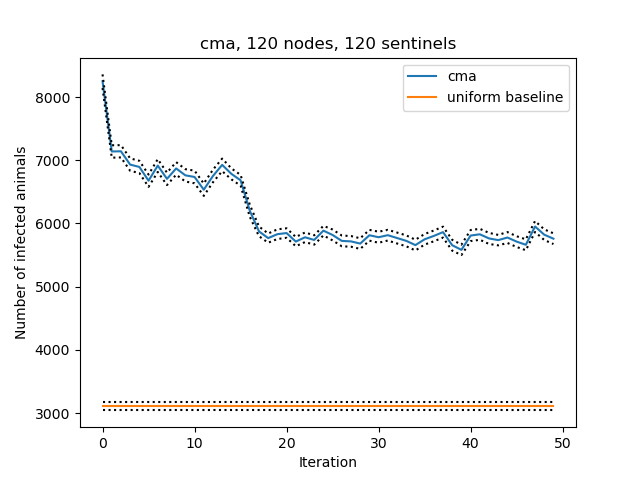 cma, 120 nodes, 120 sentinels
cma
uniform baseline
8000
7000
6000
5000
4000
3000
Number of infected animals
0 10 20 30 40 50
Iteration